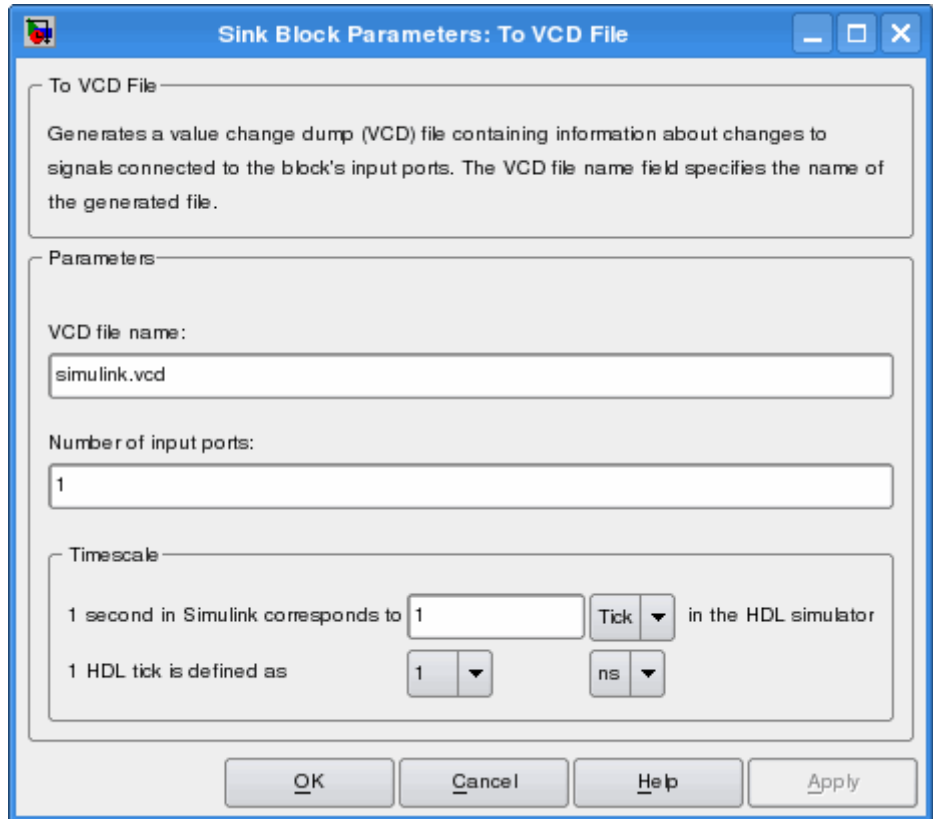 Sink Block Parameters: To VCD File
To VCD File
Generates a value change dump (VCD) file containing information about changes to
signals connected to the block's input ports. The VCD file name field specifies the name of
the generated file.
Parameters
VCD file name:
simulink.vcd
Number of input ports:
1
Timescale
1 second in Simulink corresponds to 1 Tick in the HDL simulator
1 HDL tick is defined as 1 ns
OK Cancel Help Apply